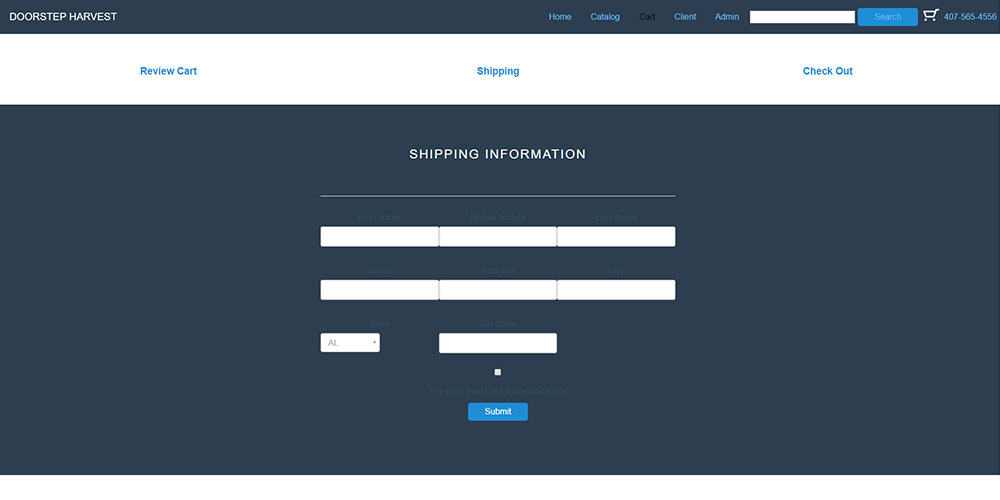 DOORSTEP HARVEST
Home Catalog Cart Client Admin Search 407-565-4556
Review Cart Shipping Check Out
SHIPPING INFORMATION
First Name Middle Initials Last Name
Email Address City
State Zip Code
AL
I've read the terms and conditions
Submit